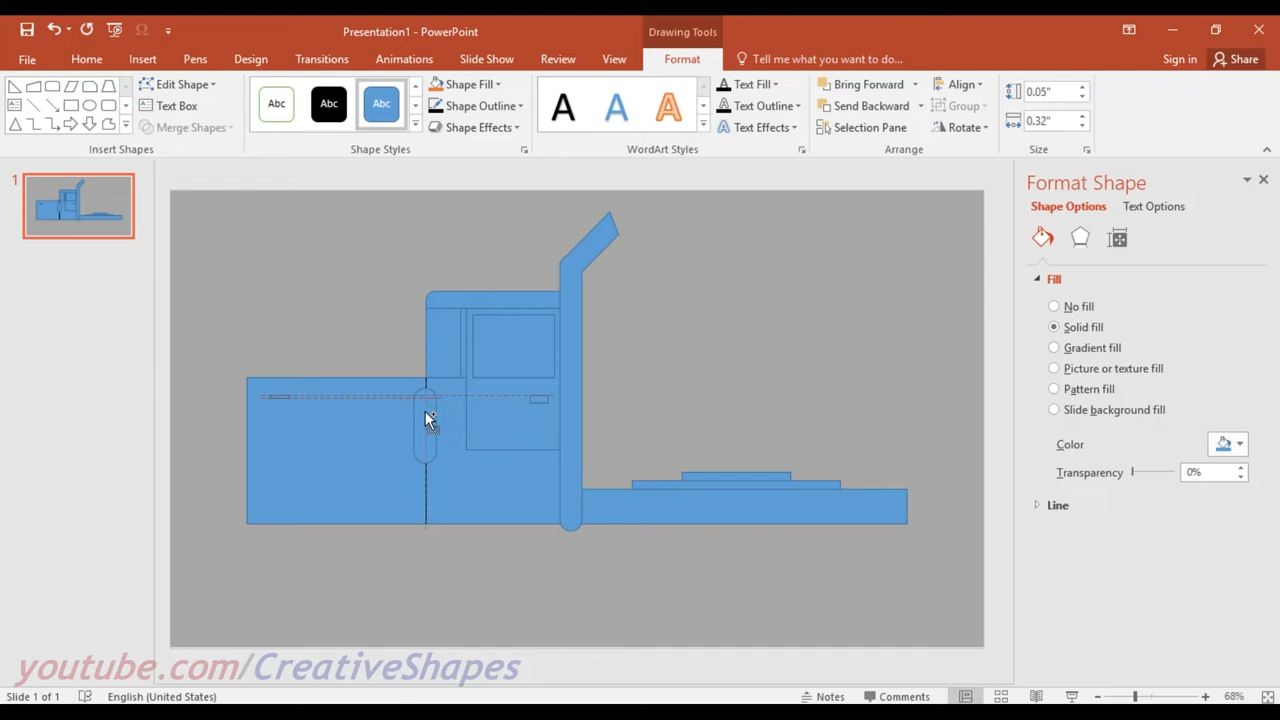 Presentation1 - PowerPoint
Drawing Tools
File Home Insert Pens Design Transitions Animations Slide Show Review View Format Tell me what you want to do... Sign in Share
Edit Shape
Text Box
Merge Shapes
Insert Shapes
Abc Abc Abc
Shape Fill
Shape Outline
Shape Effects
Shape Styles
A A A
Text Fill
Text Outline
Text Effects
WordArt Styles
Bring Forward
Send Backward
Selection Pane
Align
Group
Rotate
Arrange
0.05"
0.32"
Size
1
Format Shape
Shape Options Text Options
Fill
No fill
Solid fill
Gradient fill
Picture or texture fill
Pattern fill
Slide background fill
Color
Transparency 0%
Line
youtube.com/CreativeShapes
Slide 1 of 1 English (United States) Notes Comments 68%